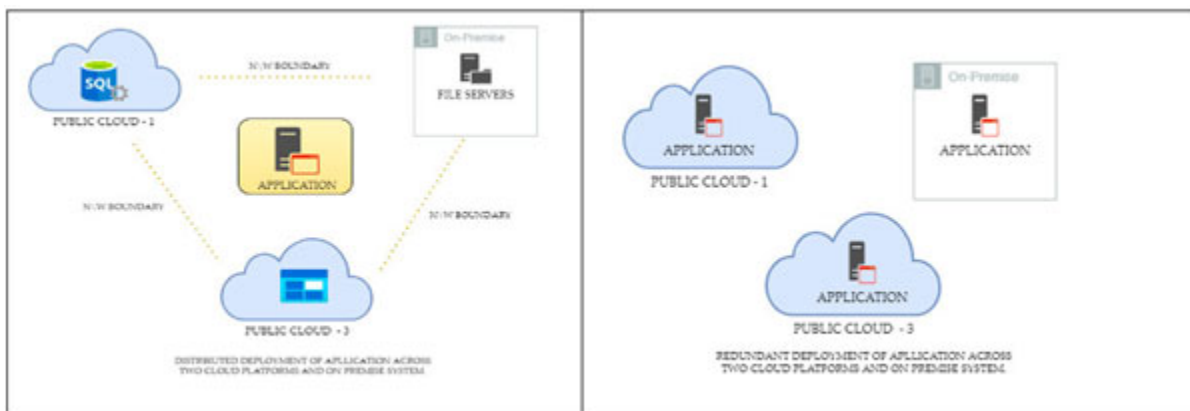 On-Premise
N\W BOUNDARY
SQL
FILE SERVERS
PUBLIC CLOUD - 1
APPLICATION
N\W BOUNDARY
N\W BOUNDARY
PUBLIC CLOUD - 3
DISTRIBUTED DEPLOYMENT OF APLLICATION ACROSS
TWO CLOUD PLATFORMS AND ON PREMISE SYSTEM.
On-Premise
APPLICATION
APPLICATION
PUBLIC CLOUD - 1
APPLICATION
PUBLIC CLOUD - 3
REDUNDANT DEPLOYMENT OF APLLICATION ACROSS
TWO CLOUD PLATFORMS AND ON PREMISE SYSTEM.